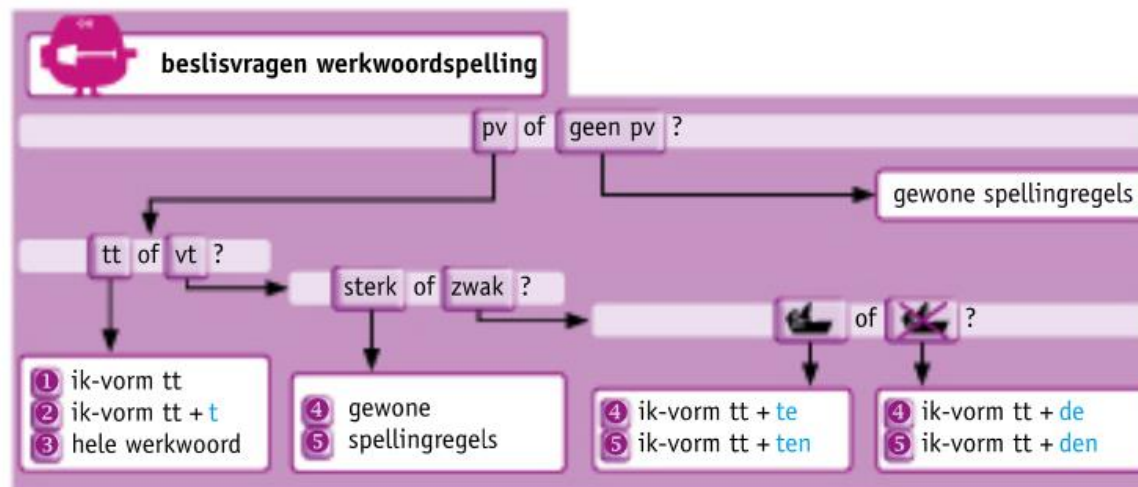 beslisvragen werkwoordspelling
pv of geen pv ?
gewone spellingregels
tt of vt ?
sterk of zwak ?
of ?
1 ik-vorm tt
2 ik-vorm tt + t
3 hele werkwoord
4 gewone
5 spellingregels
4 ik-vorm tt + te
5 ik-vorm tt + ten
4 ik-vorm tt + de
5 ik-vorm tt + den